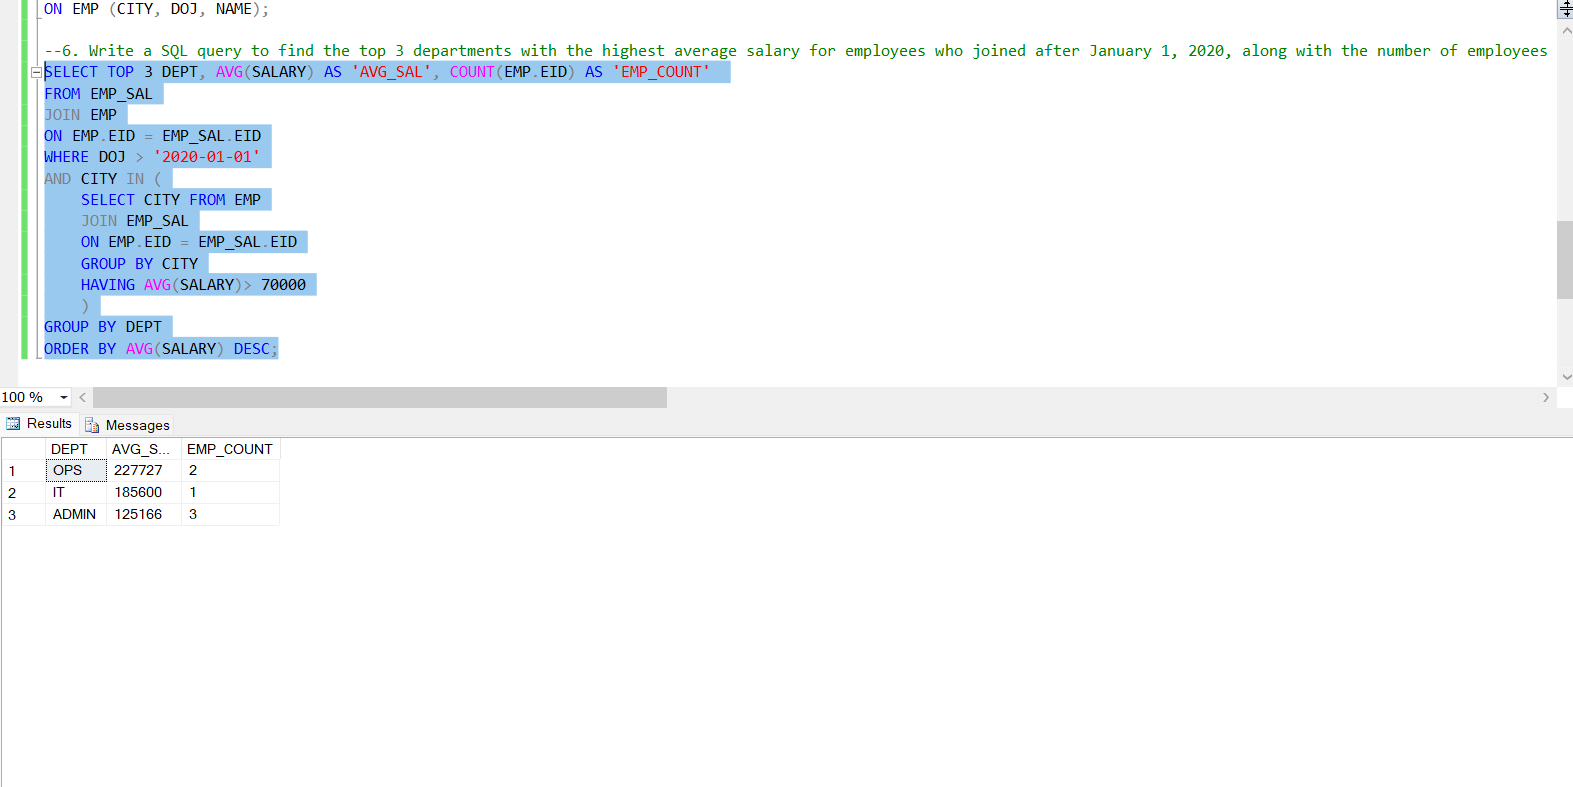 ON EMP (CITY, DOJ, NAME);
--6. Write a SQL query to find the top 3 departments with the highest average salary for employees who joined after January 1, 2020, along with the number of employees
SELECT TOP 3 DEPT, AVG(SALARY) AS 'AVG_SAL', COUNT(EMP.EID) AS 'EMP_COUNT'
FROM EMP_SAL
JOIN EMP
ON EMP.EID = EMP_SAL.EID
WHERE DOJ > '2020-01-01'
AND CITY IN (
SELECT CITY FROM EMP
JOIN EMP_SAL
ON EMP.EID = EMP_SAL.EID
GROUP BY CITY
HAVING AVG(SALARY)> 70000
)
GROUP BY DEPT
ORDER BY AVG(SALARY) DESC;
100 %
Results Messages
DEPT AVG_S... EMP_COUNT
1 OPS 227727 2
2 IT 185600 1
3 ADMIN 125166 3